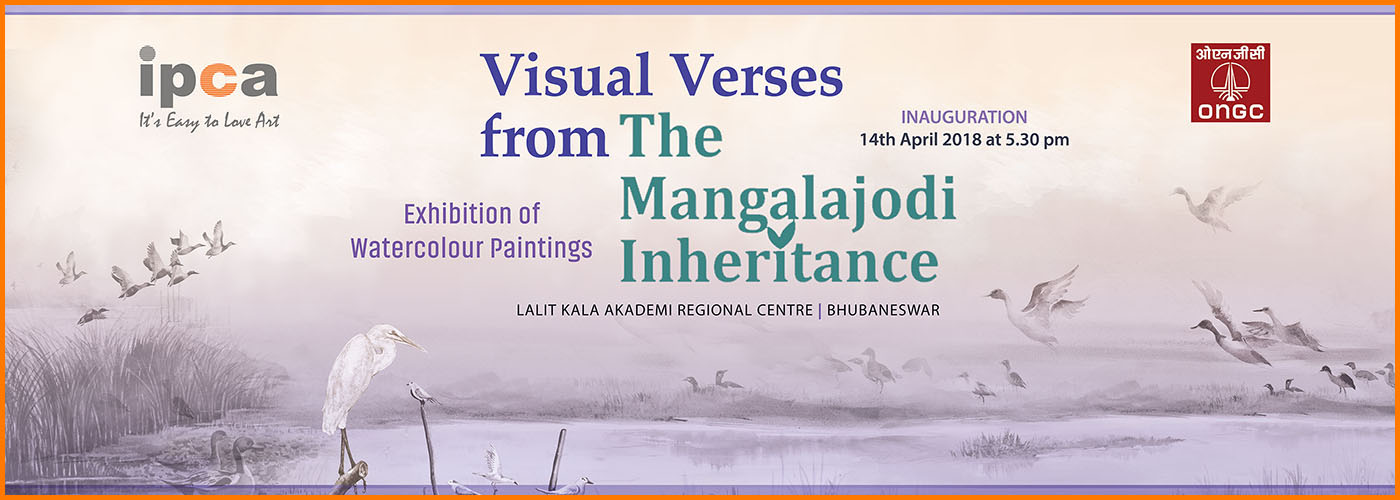 ipca
It's Easy to Love Art
Visual Verses
from The
Mangalajodi
Inheritance
Exhibition of
Watercolour Paintings
LALIT KALA AKADEMI REGIONAL CENTRE | BHUBANESWAR
INAUGURATION
14th April 2018 at 5.30 pm
ओएनजीसी
ONGC